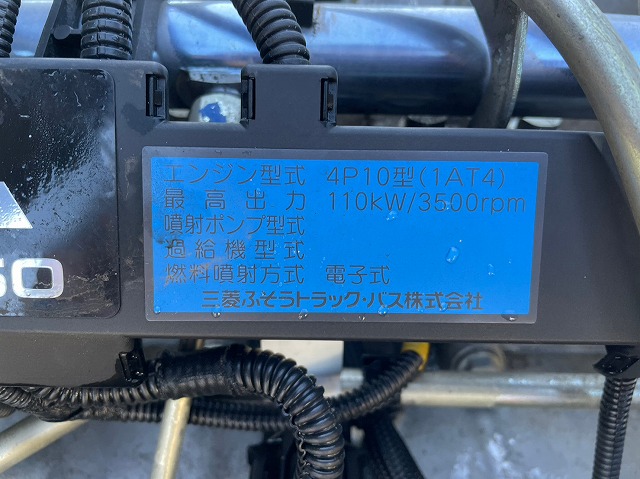 エンジン型式 4P10型(1AT4)
最高出力 110kW/3500rpm
噴射ポンプ型式
過給機型式
燃料噴射方式 電子式
三菱ふそうトラック・バス株式会社